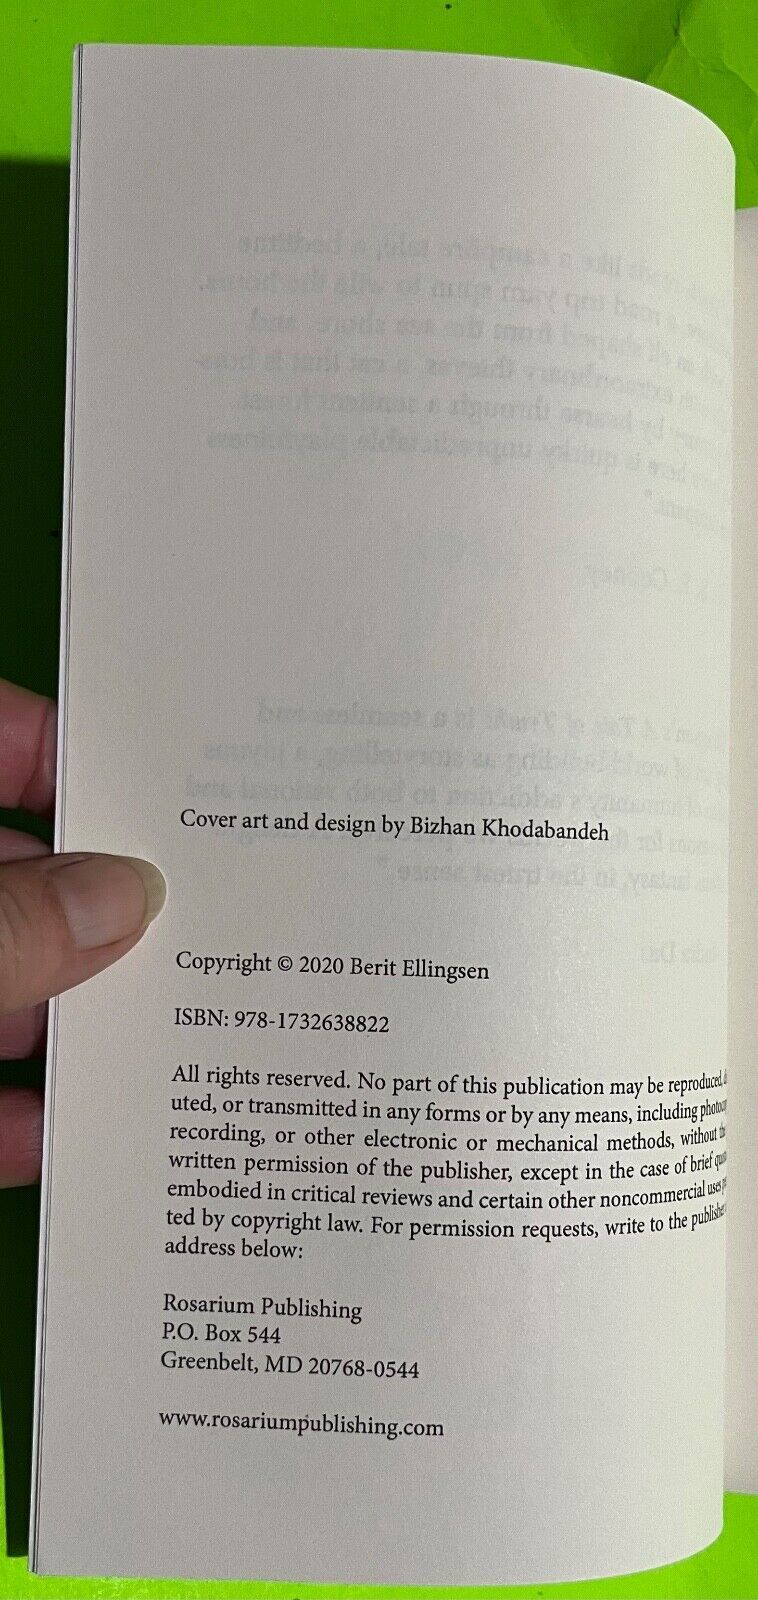 Cover art and design by Bizhan Khodabandeh
Copyright © 2020 Berit Ellingsen
ISBN: 978-1732638822
All rights reserved. No part of this publication may be reproduced,
uted, or transmitted in any forms or by any means, including
recording, or other electronic or mechanical methods, without
written permission of the publisher, except in the case of brief
embodied in critical reviews and certain other noncommercial uses
ted by copyright law. For permission requests, write to the publisher
address below:
Rosarium Publishing
P.O. Box 544
Greenbelt, MD 20768-0544
www.rosariumpublishing.com